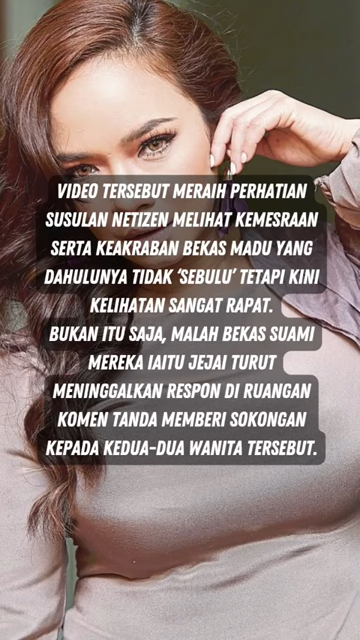 VIDEO TERSEBUT MERAIH PERHATIAN
SUSULAN NETIZEN MELIHAT KEMESRAAN
SERTA KEAKRABAN BEKAS MADU YANG
DAHULUNYA TIDAK ‘SEBULU’ TETAPI KINI
KELIHATAN SANGAT RAPAT.
BUKAN ITU SAJA, MALAH BEKAS SUAMI
MEREKA IAITU JEJAI TURUT
MENINGGALKAN RESPON DI RUANGAN
KOMEN TANDA MEMBERI SOKONGAN
KEPADA KEDUA-DUA WANITA TERSEBUT.